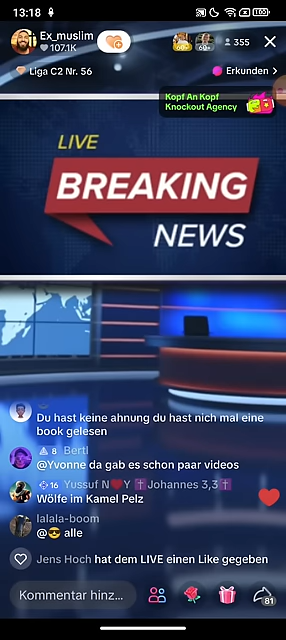 13:18
100
Ex_muslim
107.1K
60+
60+
355
Liga C2 Nr. 56
Erkunden >
Kopf An Kopf
Knockout Agency
LIVE
BREAKING
NEWS
Du hast keine ahnung du hast nich mal eine
book gelesen
8 Bertl
@Yvonne da gab es schon paar videos
16 Yussuf N❤️Y ✝️Johannes 3,3✝️
Wölfe im Kamel Pelz
lalala-boom
@😎 alle
Jens Hoch hat dem LIVE einen Like gegeben
Kommentar hinz...
81